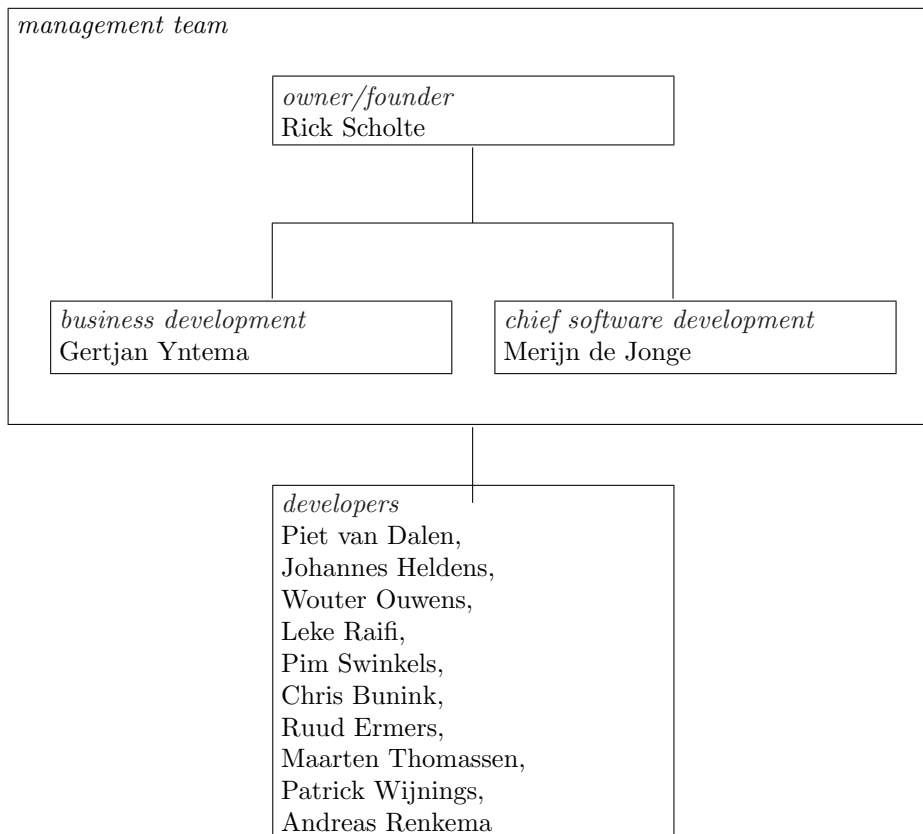 management team
owner/founder
Rick Scholte
business development
Gertjan Yntema
chief software development
Merijn de Jonge
developers
Piet van Dalen,
Johannes Heldens,
Wouter Ouwens,
Leke Raifi,
Pim Swinkels,
Chris Bunink,
Ruud Ermers,
Maarten Thomassen,
Patrick Wijnings,
Andreas Renkema